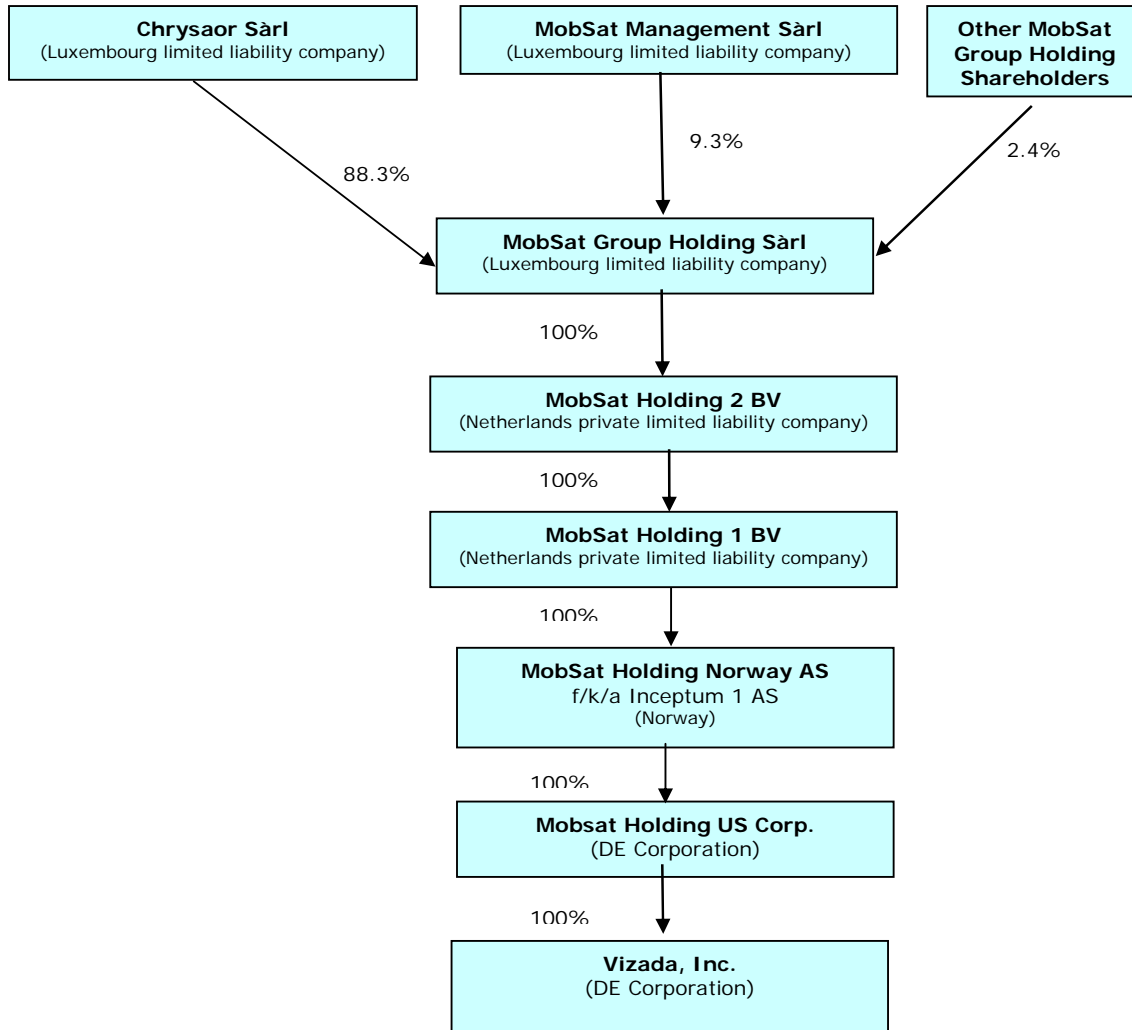 Chrysaor Sàrl
(Luxembourg limited liability company)
MobSat Management Sàrl
(Luxembourg limited liability company)
Other MobSat
Group Holding
Shareholders
88.3%
9.3%
2.4%
MobSat Group Holding Sàrl
(Luxembourg limited liability company)
100%
MobSat Holding 2 BV
(Netherlands private limited liability company)
100%
MobSat Holding 1 BV
(Netherlands private limited liability company)
100%
MobSat Holding Norway AS
f/k/a Inceptum 1 AS
(Norway)
100%
Mobsat Holding US Corp.
(DE Corporation)
100%
Vizada, Inc.
(DE Corporation)